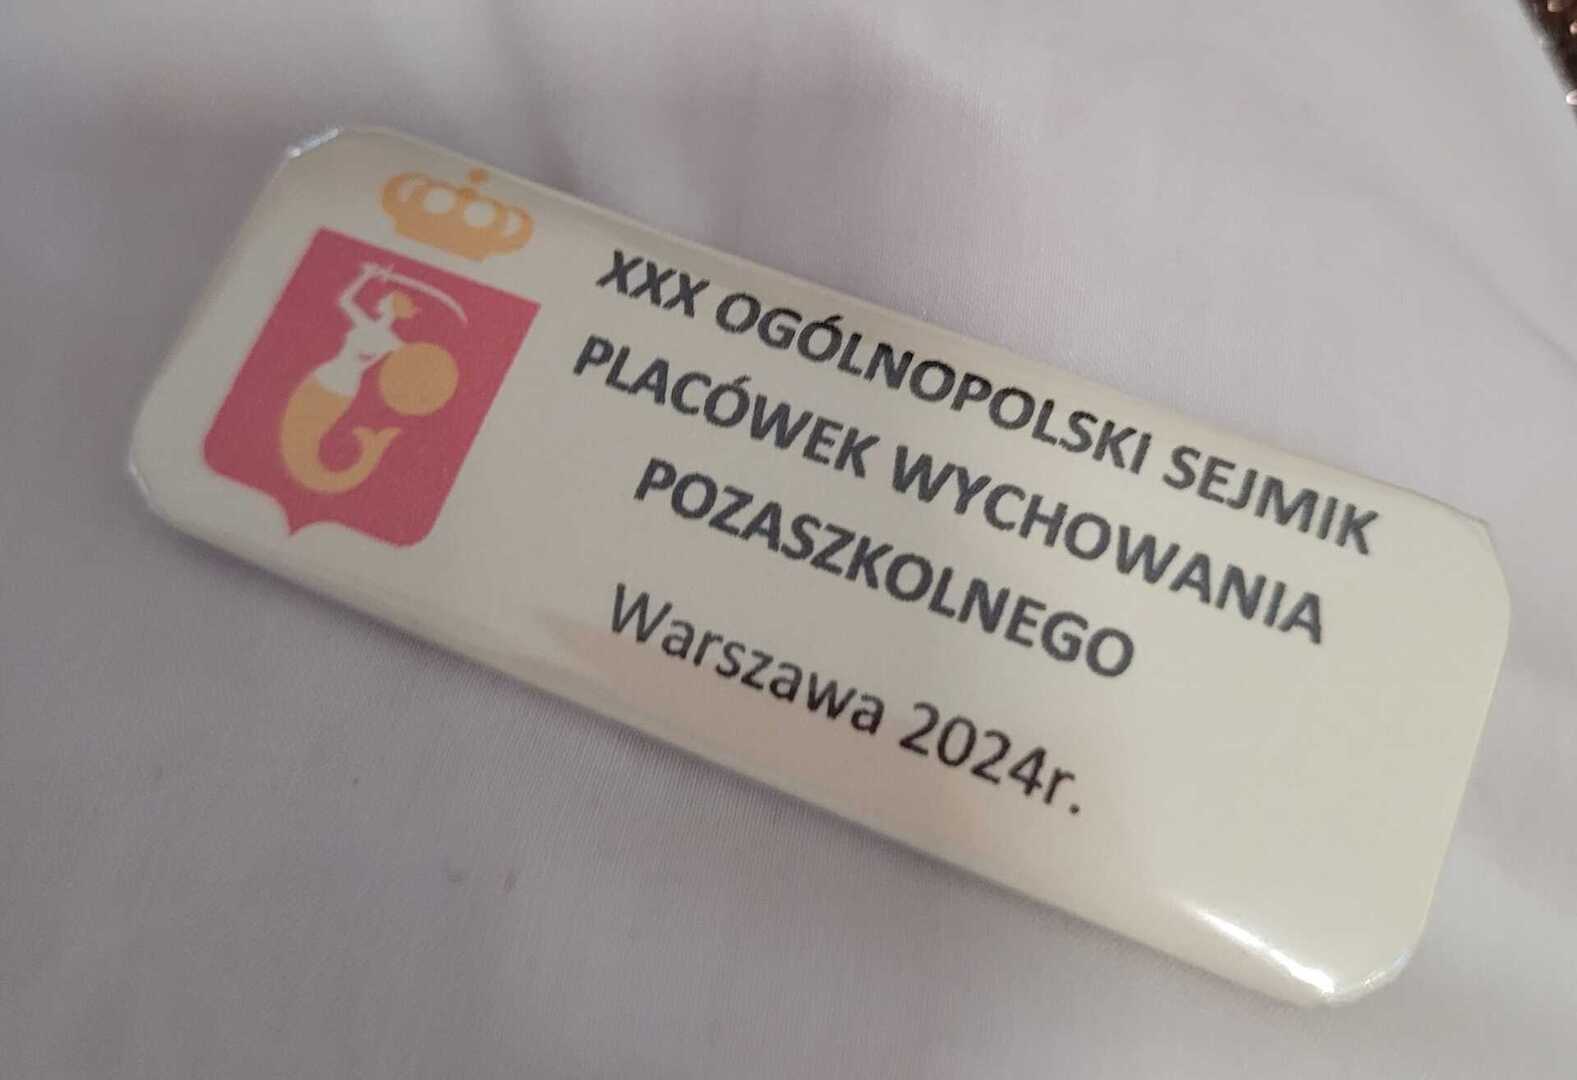 XXX OGÓLNOPOLSKI SEJMIK
PLACÓWEK WYCHOWANIA
POZASZKOLNEGO
Warszawa 2024r.